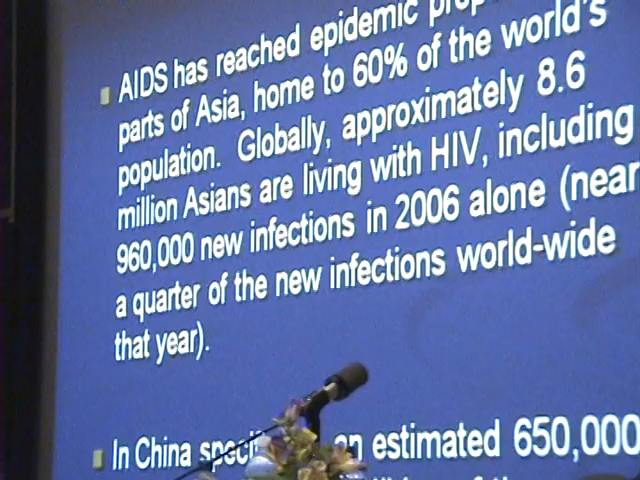 AIDS has reached epidemic
parts of Asia, home to 60% of the world's
population. Globally, approximately 8.6
million Asians are living with HIV, including
960,000 new infections in 2006 alone (near
a quarter of the new infections world-wide
that year).
In China an estimated 650,000